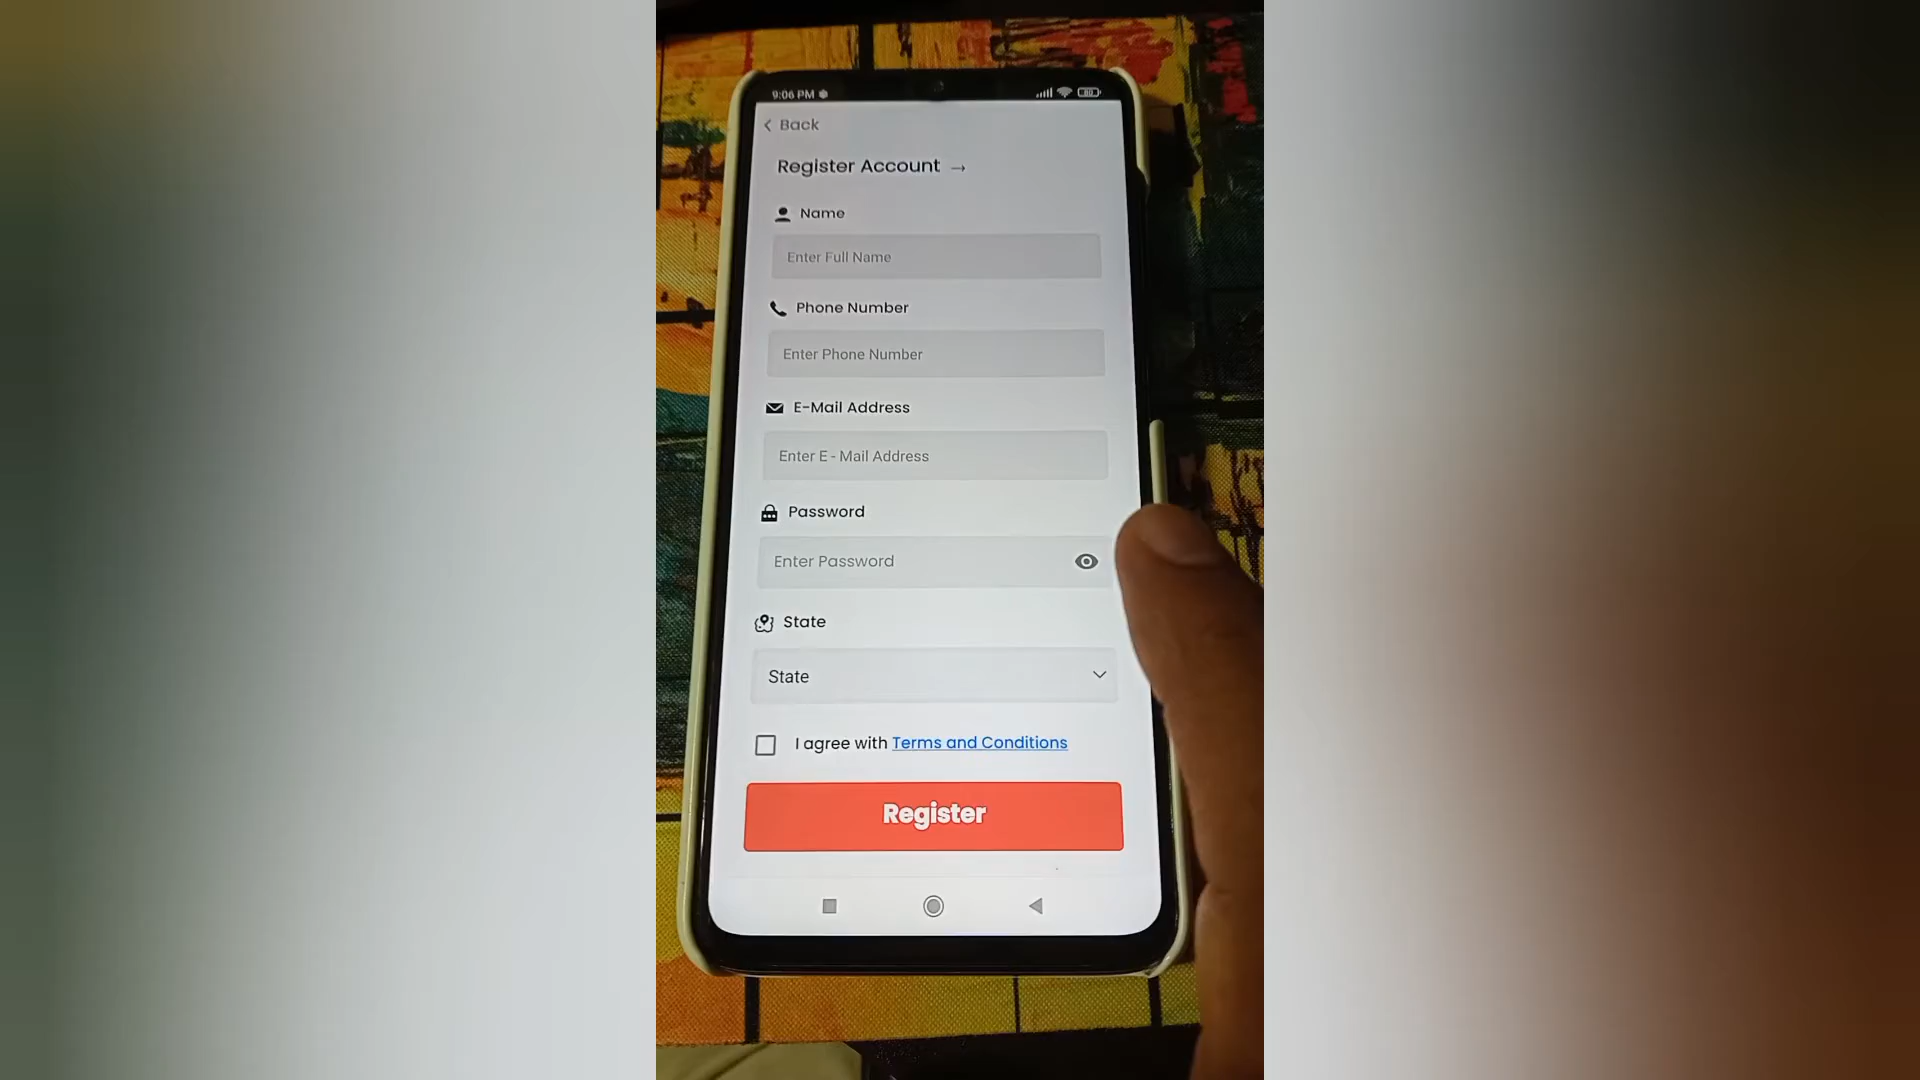 9:06 PM
80
< Back
Register Account →
Name
Enter Full Name
Phone Number
Enter Phone Number
E-Mail Address
Enter E - Mail Address
Password
Enter Password
State
State
I agree with Terms and Conditions
Register